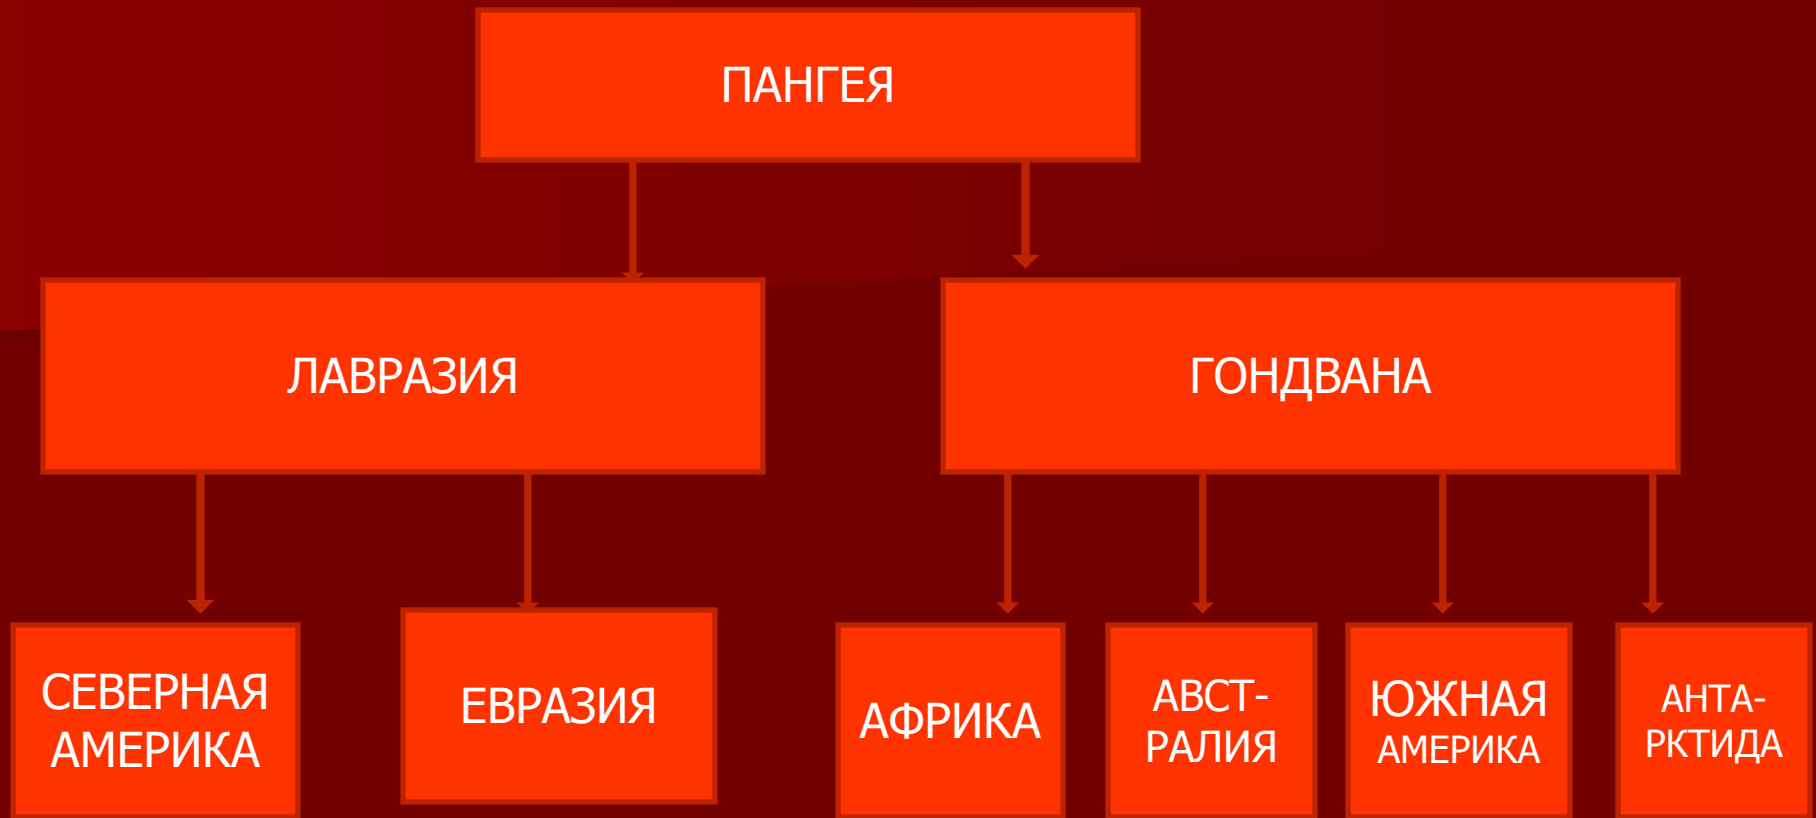 ПАНГЕЯ
ЛАВРАЗИЯ
ГОНДВАНА
СЕВЕРНАЯ
АМЕРИКА
ЕВРАЗИЯ
АФРИКА
АВСТ-
РАЛИЯ
ЮЖНАЯ
АМЕРИКА
АНТА-
РКТИДА